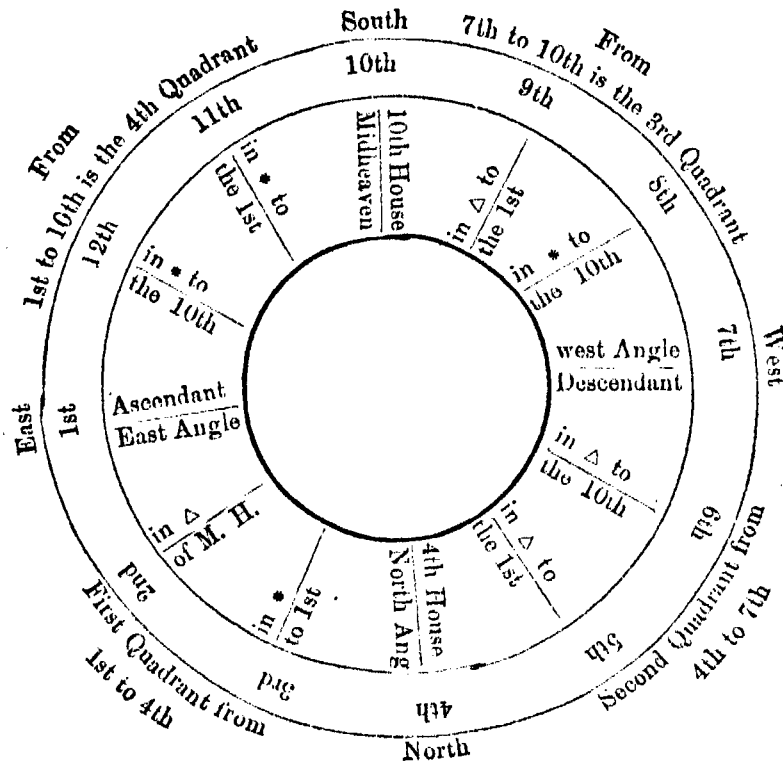 South
From
1st to 10th is the 4th Quadrant
From
7th to 10th is the 3rd Quadrant
West
East
First Quadrant from
1st to 4th
Second Quadrant from
4th to 7th
North
10th
9th
8th
7th
6th
5th
4th
3rd
2nd
1st
12th
11th
10th House
Midheaven
in △ to
the 1st
in * to
the 10th
west Angle
Descendant
in △ to
the 10th
in △ to
the 1st
4th House
North Ang
in *
to 1st
in △
of M. H.
Ascendant
East Angle
in * to
the 10th
in * to
the 1st